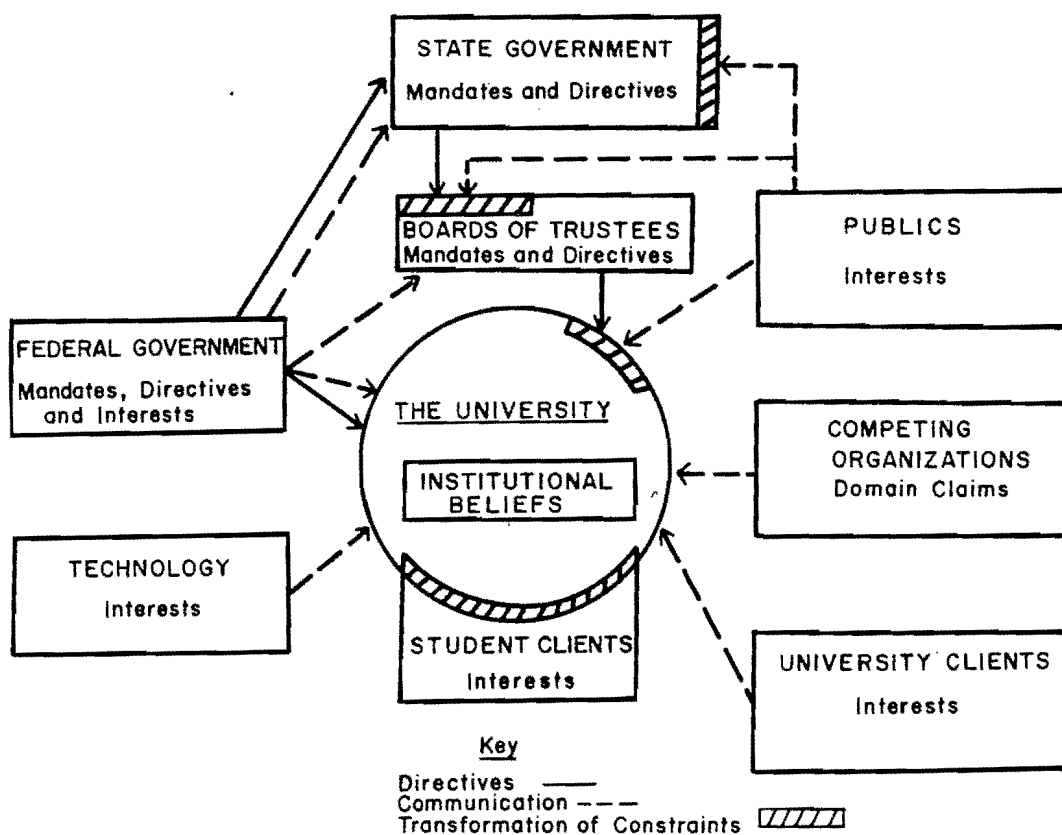 STATE GOVERNMENT
Mandates and Directives
BOARDS OF TRUSTEES
Mandates and Directives
PUBLICS
Interests
FEDERAL GOVERNMENT
Mandates, Directives
and Interests
THE UNIVERSITY
INSTITUTIONAL
BELIEFS
COMPETING
ORGANIZATIONS
Domain Claims
TECHNOLOGY
Interests
STUDENT CLIENTS
Interests
UNIVERSITY CLIENTS
Interests
Key
Directives
Communication
Transformation of Constraints